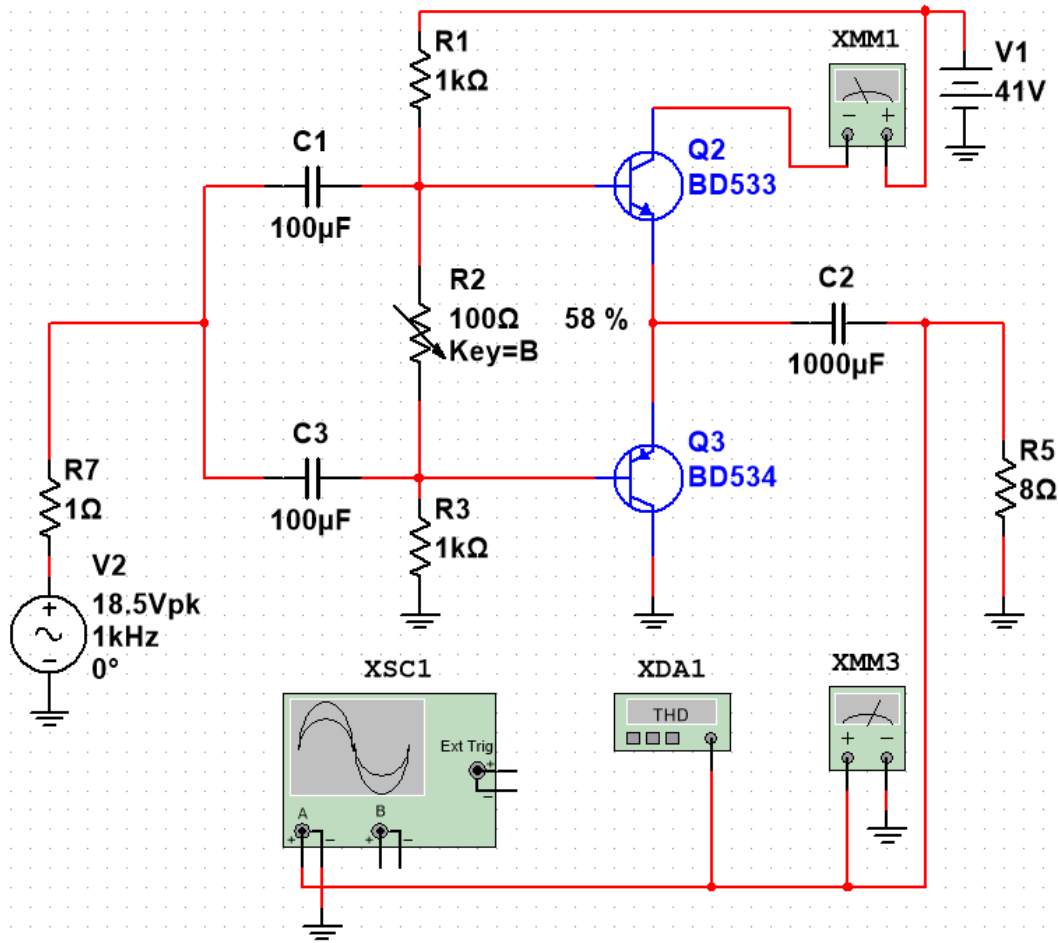 R1
1kΩ
XMM1
V1
41V
C1
100µF
Q2
BD533
R2
100Ω
Key=B
58 %
C2
1000µF
C3
100µF
Q3
BD534
R7
1Ω
R3
1kΩ
R5
8Ω
V2
18.5Vpk
1kHz
0°
XSC1
Ext Trig
A
B
XDA1
THD
XMM3